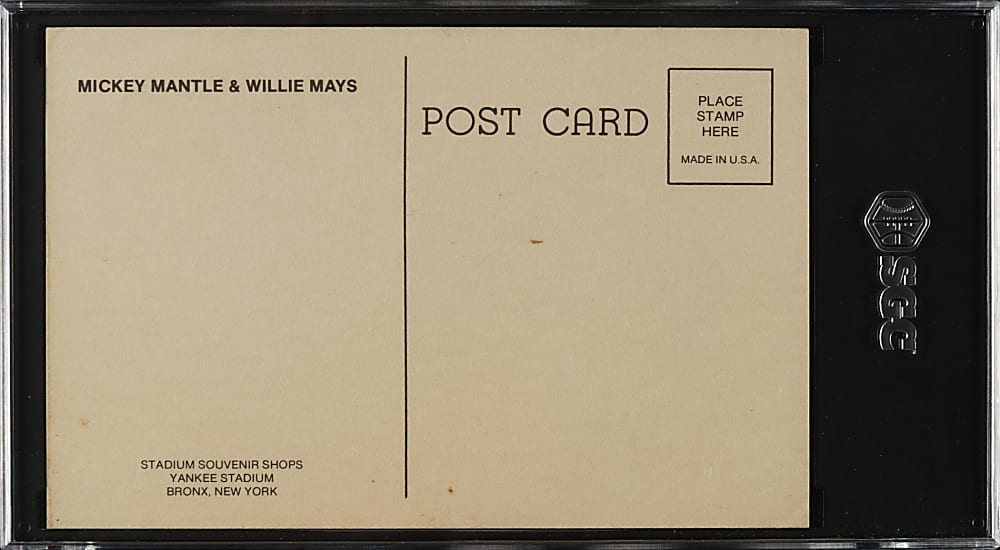 MICKEY MANTLE & WILLIE MAYS
POST CARD
PLACE
STAMP
HERE
MADE IN U.S.A.
STADIUM SOUVENIR SHOPS
YANKEE STADIUM
BRONX, NEW YORK
SGC